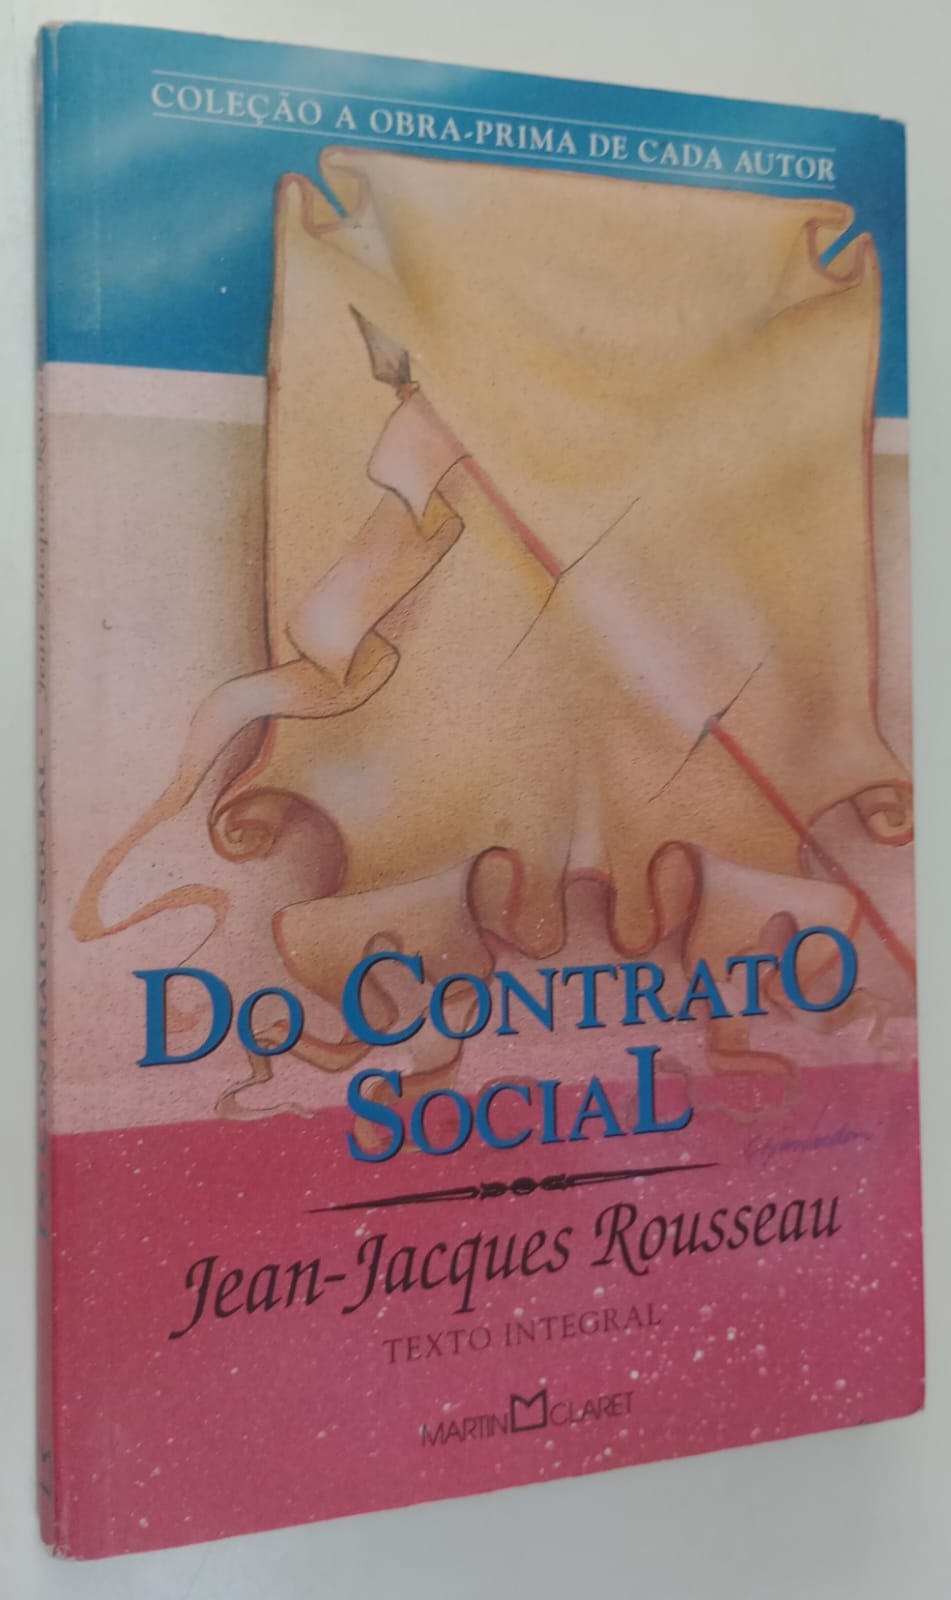 COLEÇÃO A OBRA-PRIMA DE CADA AUTOR
DO CONTRATO
SOCIAL
Jean-Jacques Rousseau
TEXTO INTEGRAL
MARTIN CLARET